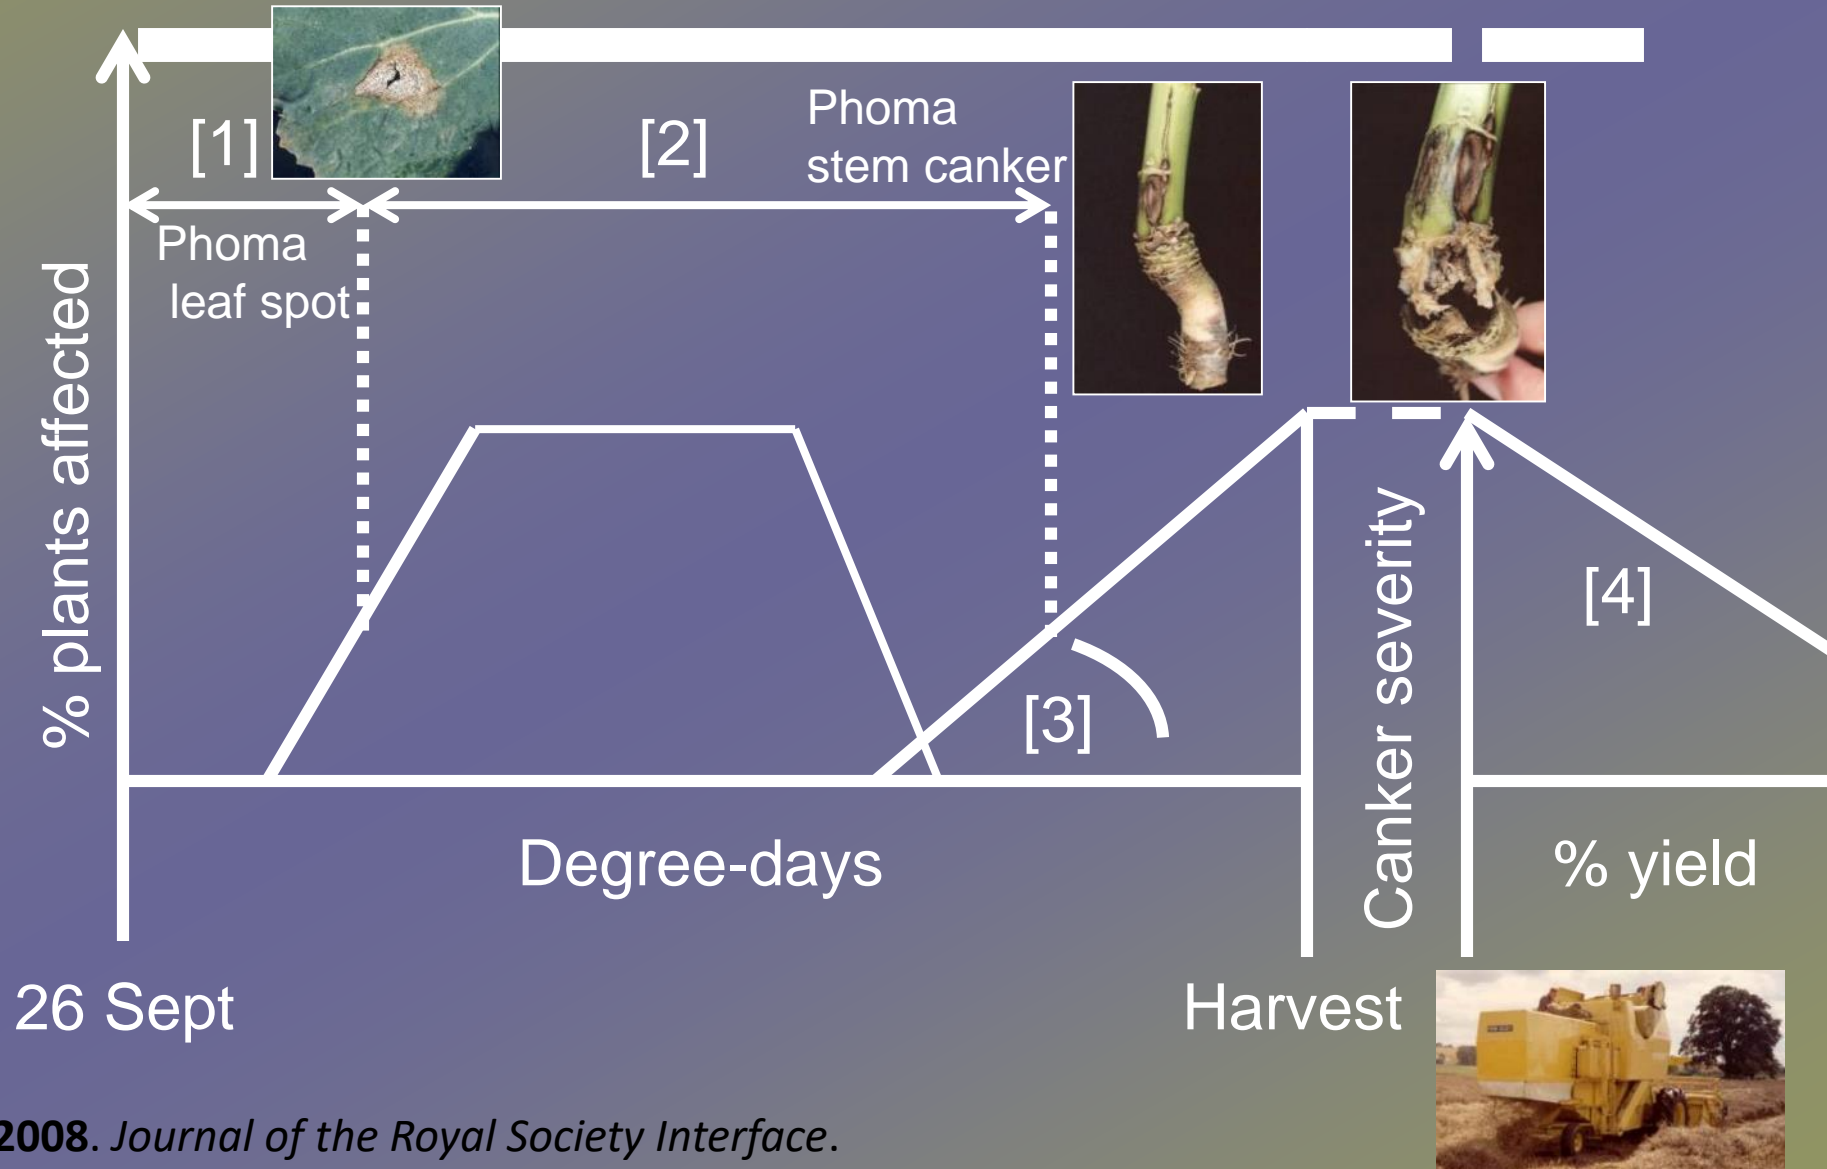 [1]
[2]
Phoma
stem canker
Phoma
leaf spot
% plants affected
[3]
Canker severity
[4]
Degree-days
% yield
26 Sept
Harvest
2008. Journal of the Royal Society Interface.